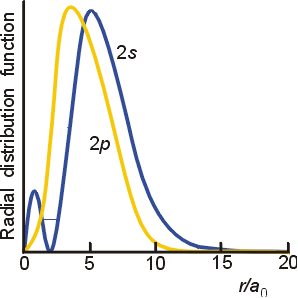 Radial distribution function
2s
2p
0 5 10 15 20
r/a₀